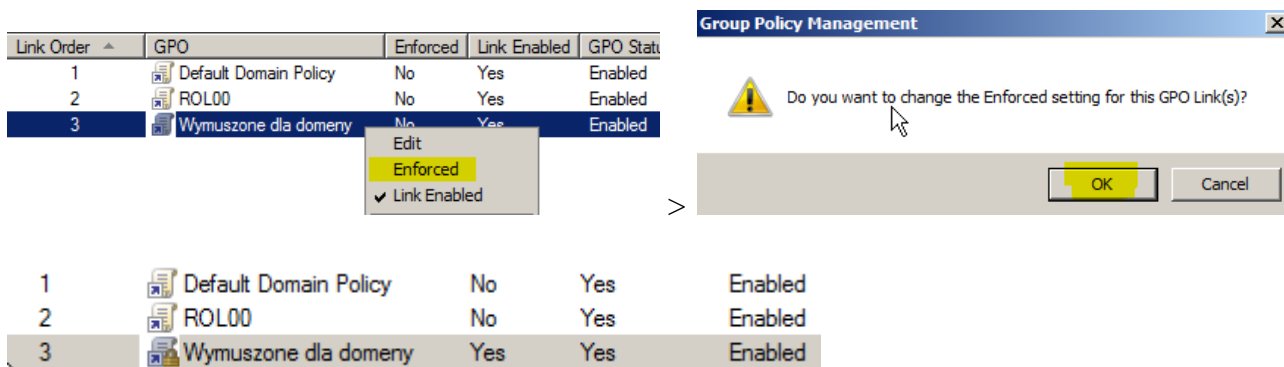 Link Order GPO Enforced Link Enabled GPO Statu
1 Default Domain Policy No Yes Enabled
2 ROL00 No Yes Enabled
3 Wymuszone dla domeny No Yes Enabled
Edit
Enforced
Link Enabled
>
Group Policy Management
Do you want to change the Enforced setting for this GPO Link(s)?
OK Cancel
1 Default Domain Policy No Yes Enabled
2 ROL00 No Yes Enabled
3 Wymuszone dla domeny Yes Yes Enabled